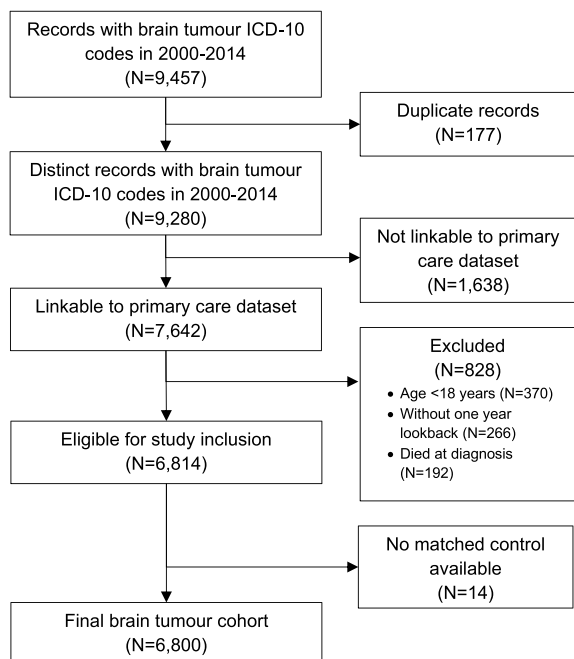 Records with brain tumour ICD-10
codes in 2000-2014
(N=9,457)
Duplicate records
(N=177)
Distinct records with brain tumour
ICD-10 codes in 2000-2014
(N=9,280)
Not linkable to primary
care dataset
(N=1,638)
Linkable to primary care dataset
(N=7,642)
Excluded
(N=828)
• Age <18 years (N=370)
• Without one year
lookback (N=266)
• Died at diagnosis
(N=192)
Eligible for study inclusion
(N=6,814)
No matched control
available
(N=14)
Final brain tumour cohort
(N=6,800)